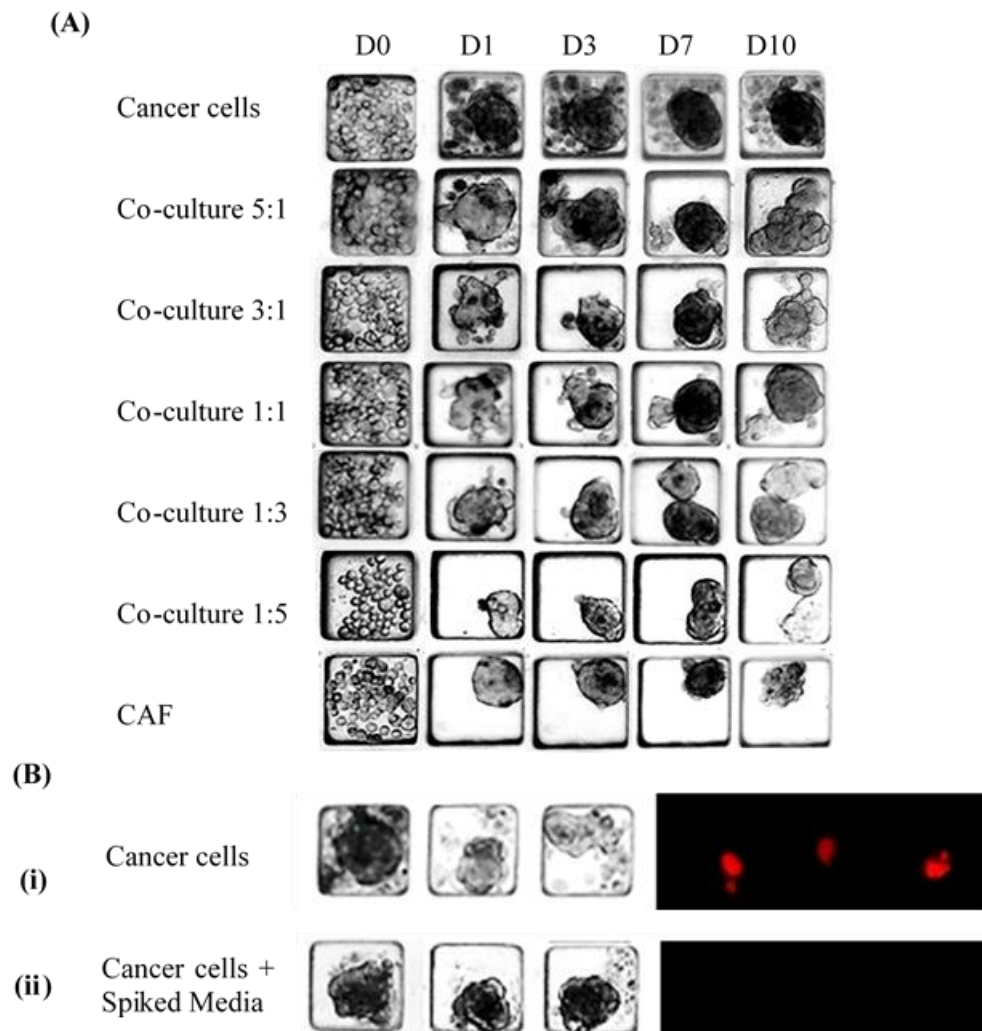 (A)
D0 D1 D3 D7 D10
Cancer cells
Co-culture 5:1
Co-culture 3:1
Co-culture 1:1
Co-culture 1:3
Co-culture 1:5
CAF
(B)
(i) Cancer cells
(ii) Cancer cells +
Spiked Media